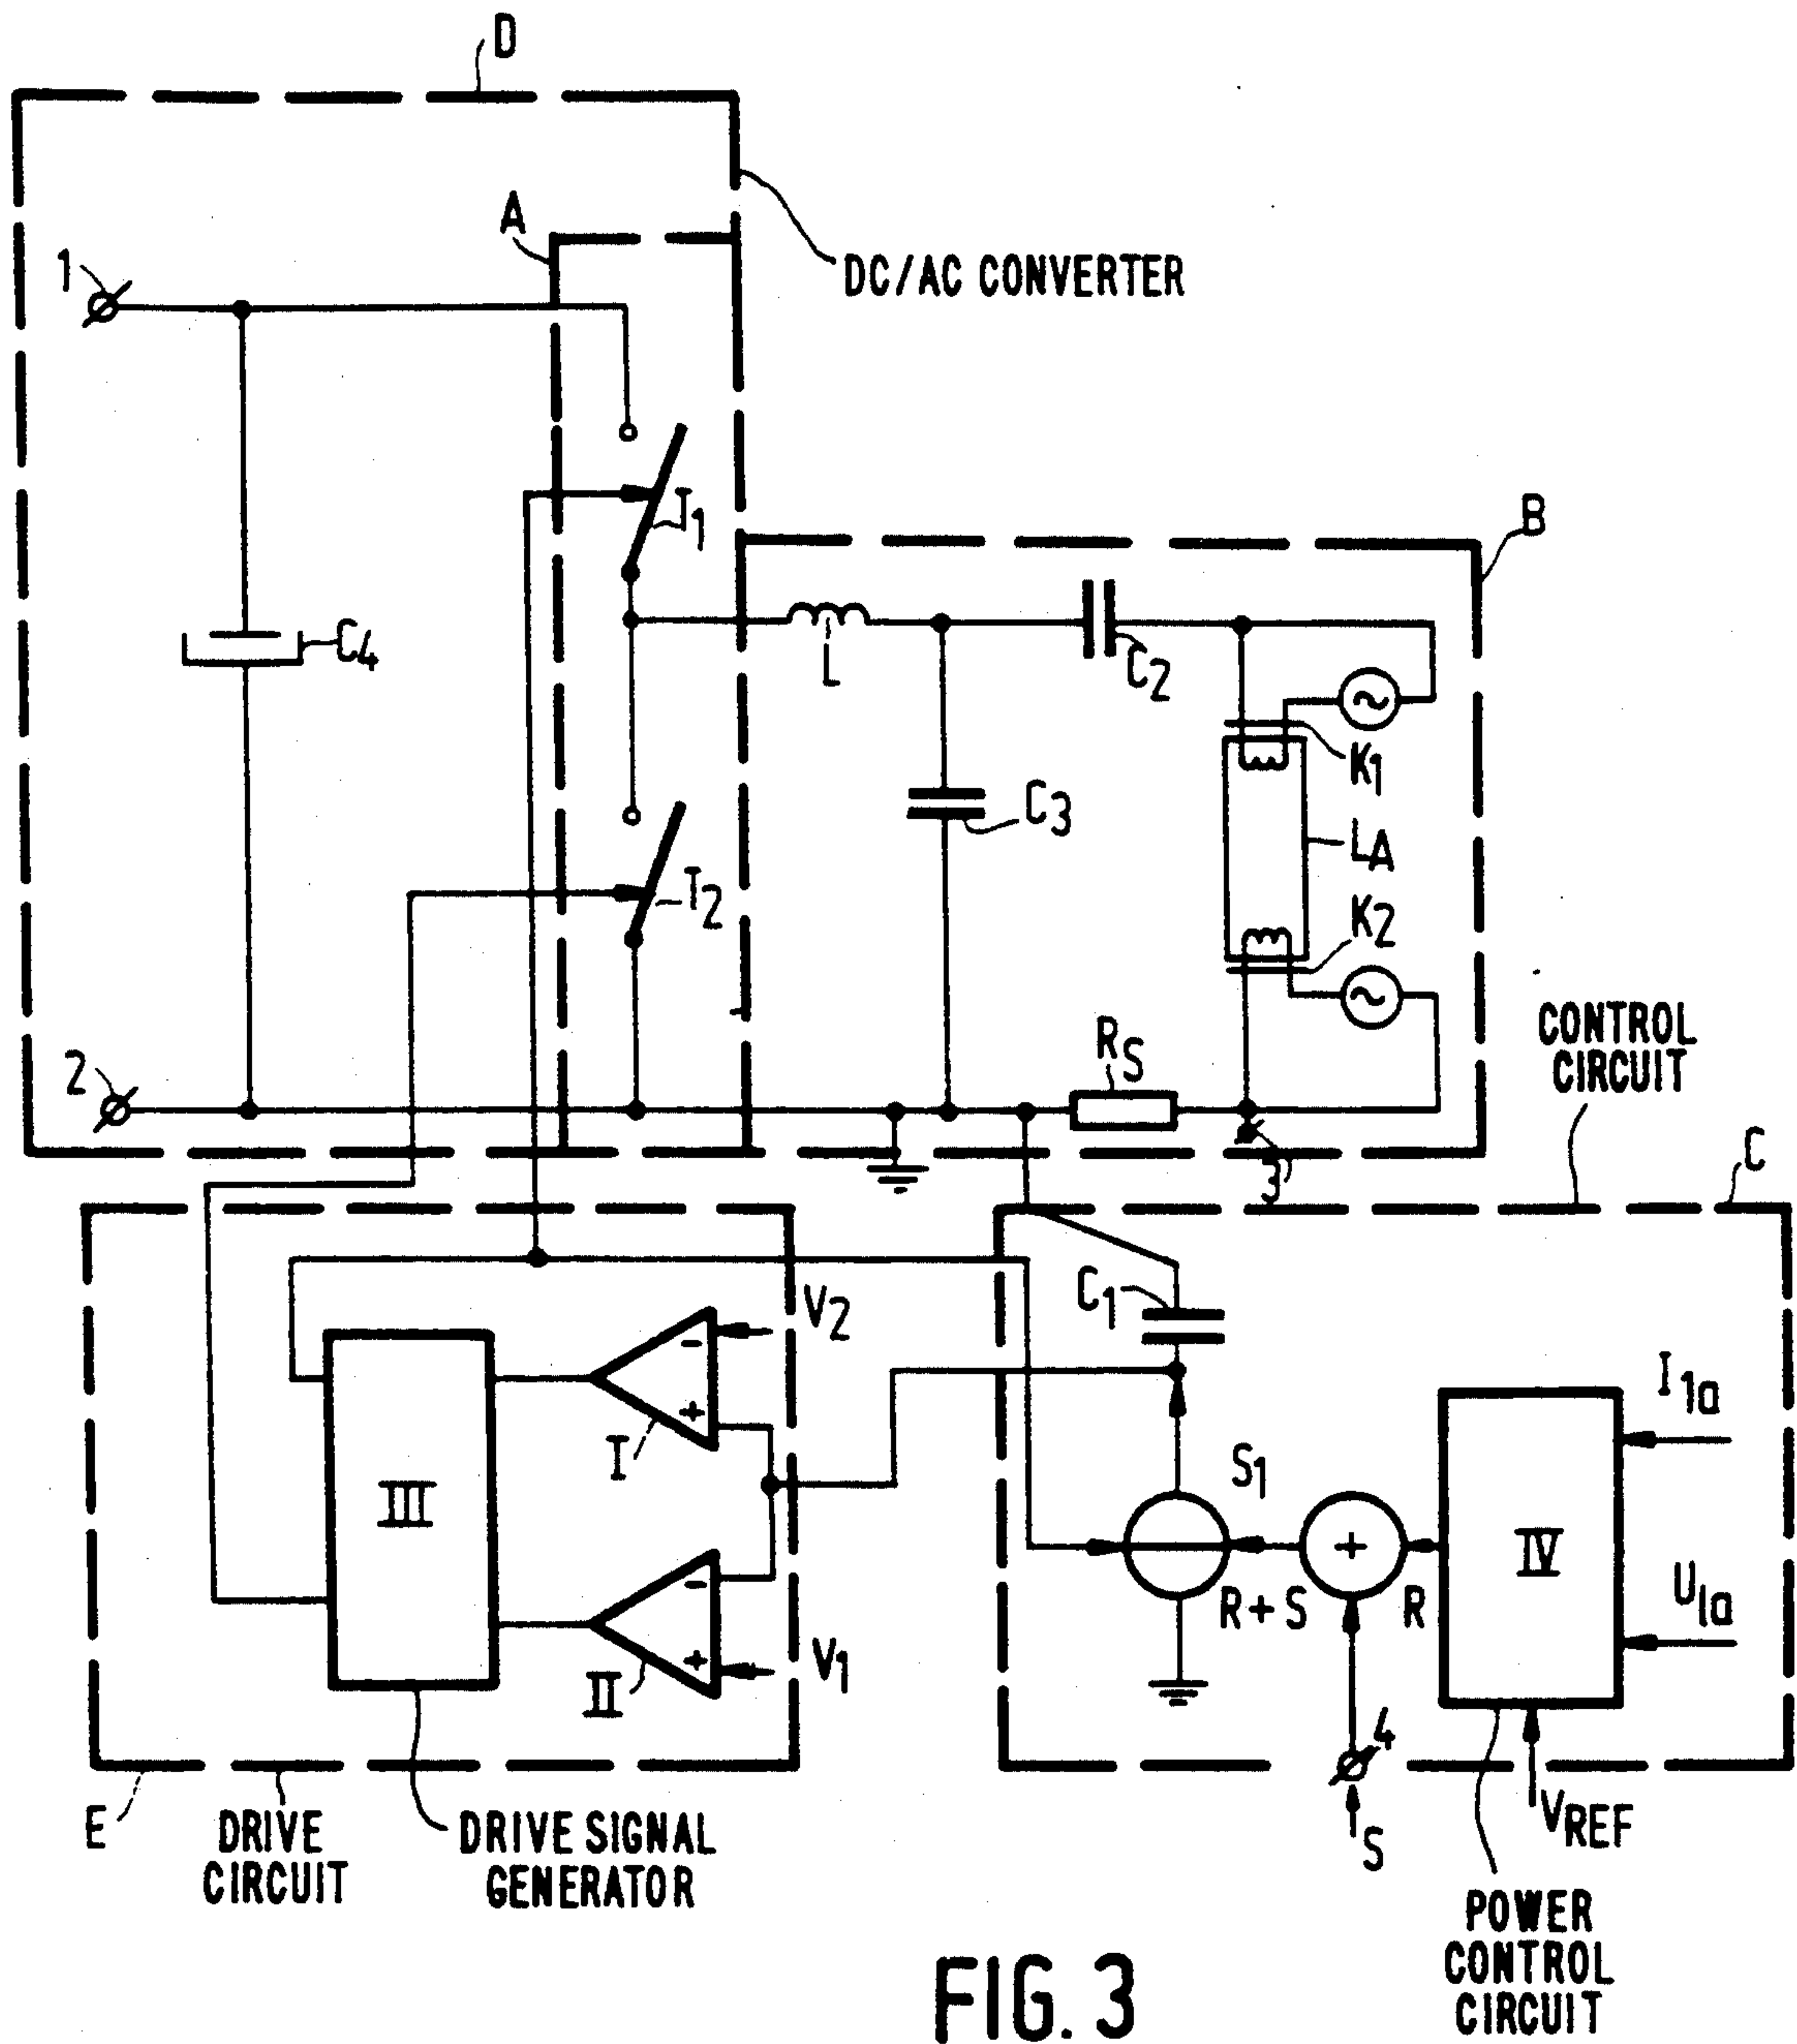 D
A
DC/AC CONVERTER
1
T1
B
C4
L
C2
K1
C3
LA
T2
K2
2
RS
CONTROL
CIRCUIT
3
C
C1
V2
I1a
I
S1
III
+
IV
R+S
R
U1a
V1
II
4
E
DRIVE
CIRCUIT
DRIVE SIGNAL
GENERATOR
S
VREF
POWER
CONTROL
CIRCUIT
FIG. 3